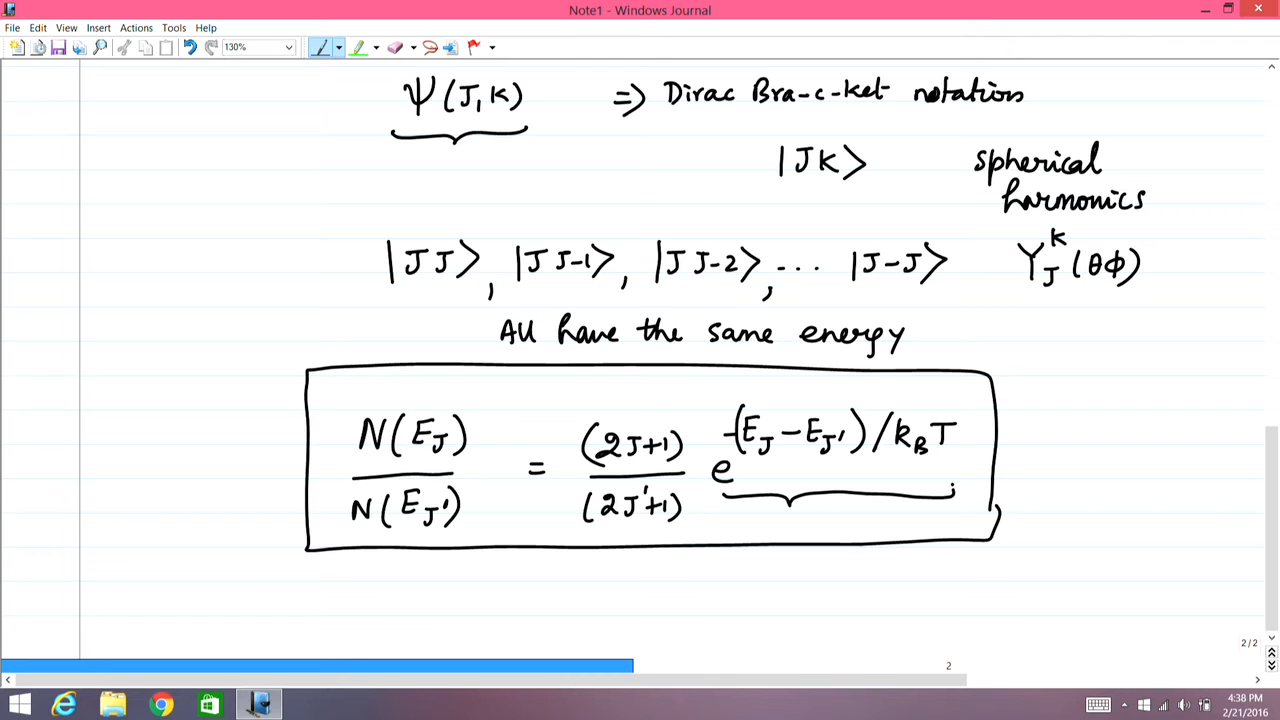 Note1 - Windows Journal
File Edit View Insert Actions Tools Help
130%
Ψ(J,K) => Dirac Bra-c-ket notation
|JK> spherical
harmonics
|JJ>, |J J-1>, |J J-2>, ... |J-J> Y_J^K(θϕ)
All have the same energy
N(E_J)/N(E_J') = (2J+1)/(2J'+1) e^-(E_J-E_J')/k_BT
2/2
2
4:38 PM
2/21/2016